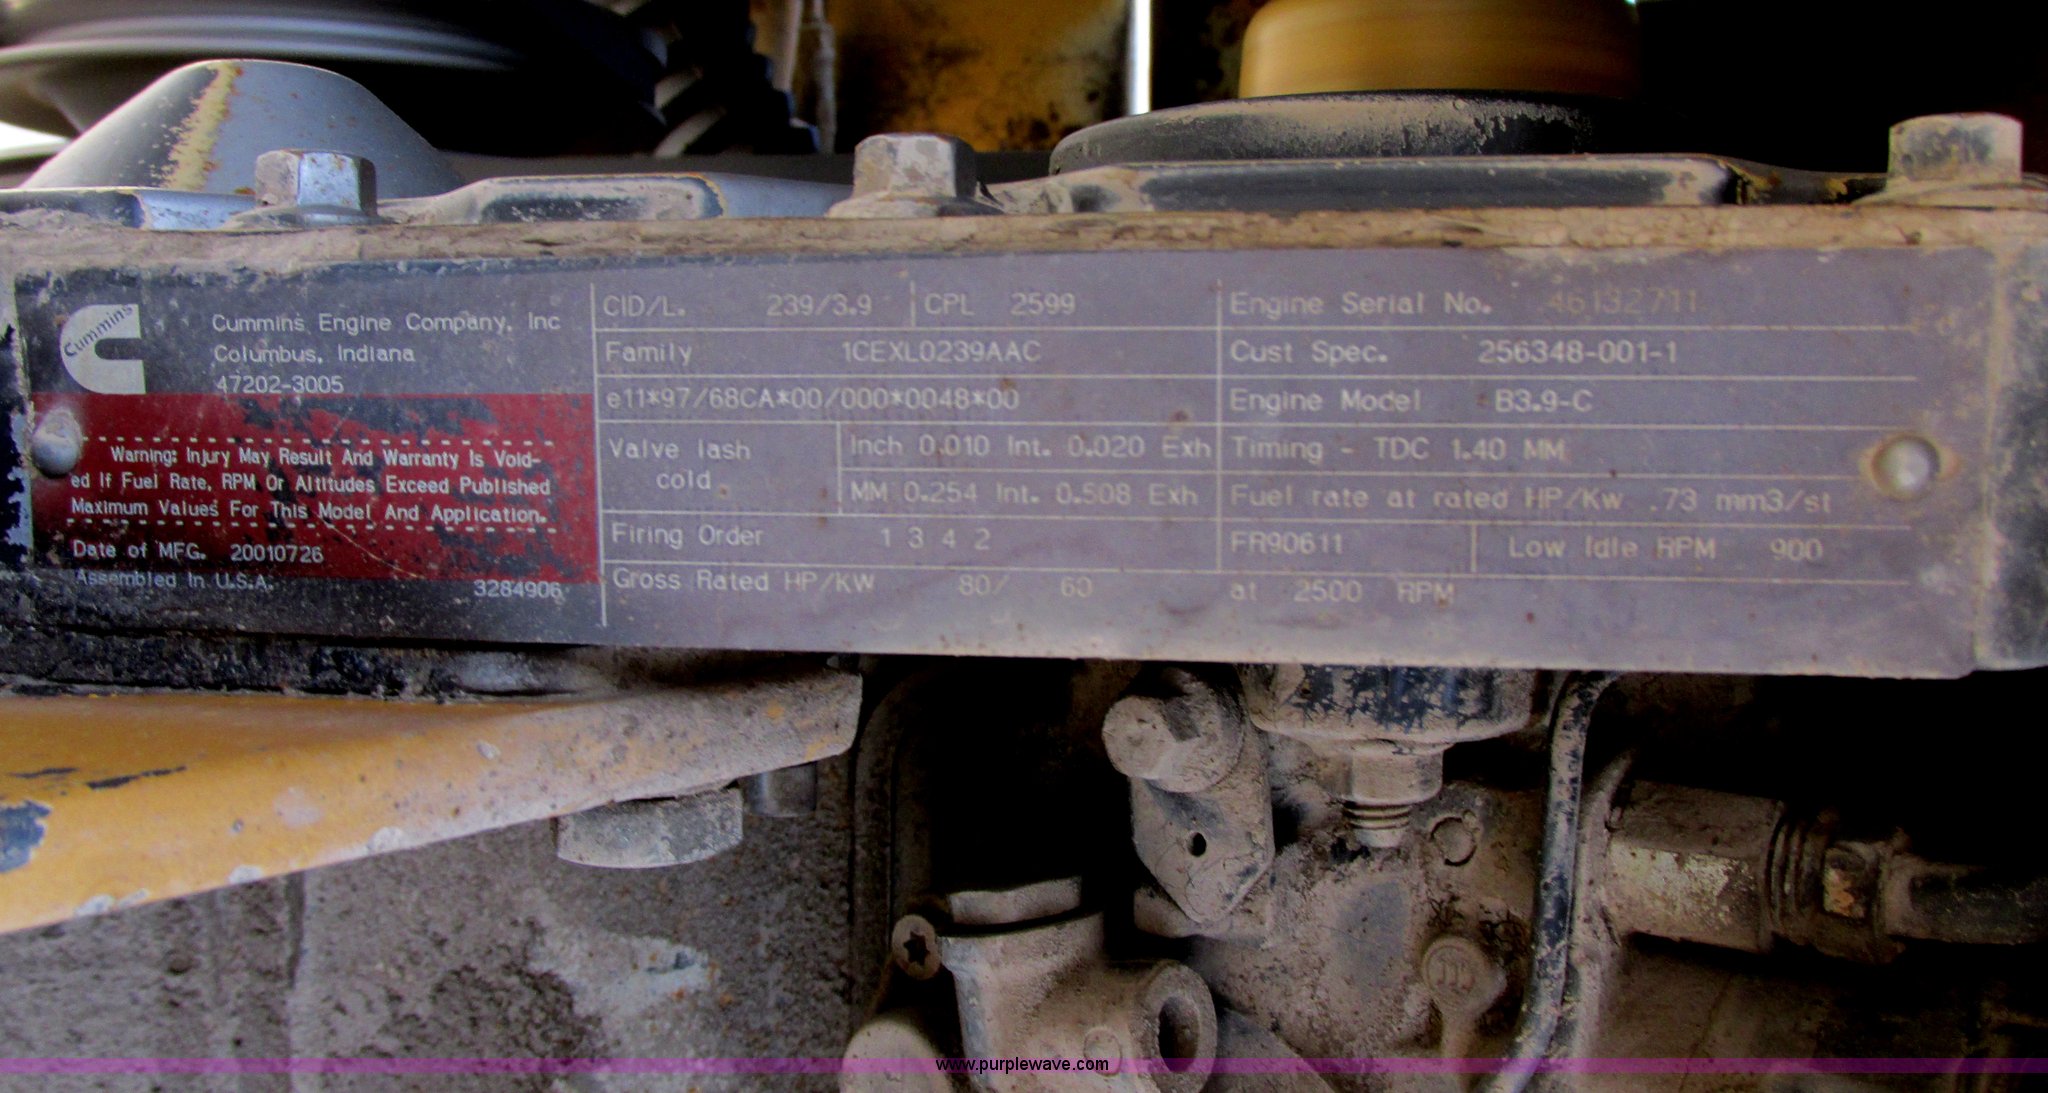 Cummins
Cummins Engine Company, Inc
Columbus, Indiana
47202-3005
Warning: Injury May Result And Warranty Is Void-
ed If Fuel Rate, RPM Or Altitudes Exceed Published
Maximum Values For This Model And Application.
Date of MFG. 20010726
Assembled In U.S.A. 3284906
CID/L. 239/3.9 CPL 2599
Family 1CEXL0239AAC
e11*97/68CA*00/000*0048*00
Valve lash
cold
Inch 0.010 Int. 0.020 Exh
MM 0.254 Int. 0.508 Exh
Firing Order 1 3 4 2
Gross Rated HP/KW 80/ 60 at 2500 RPM
Engine Serial No. 46132711
Cust Spec. 256348-001-1
Engine Model B3.9-C
Timing - TDC 1.40 MM
Fuel rate at rated HP/Kw .73 mm3/st
FR90611 Low Idle RPM 900
www.purplewave.com